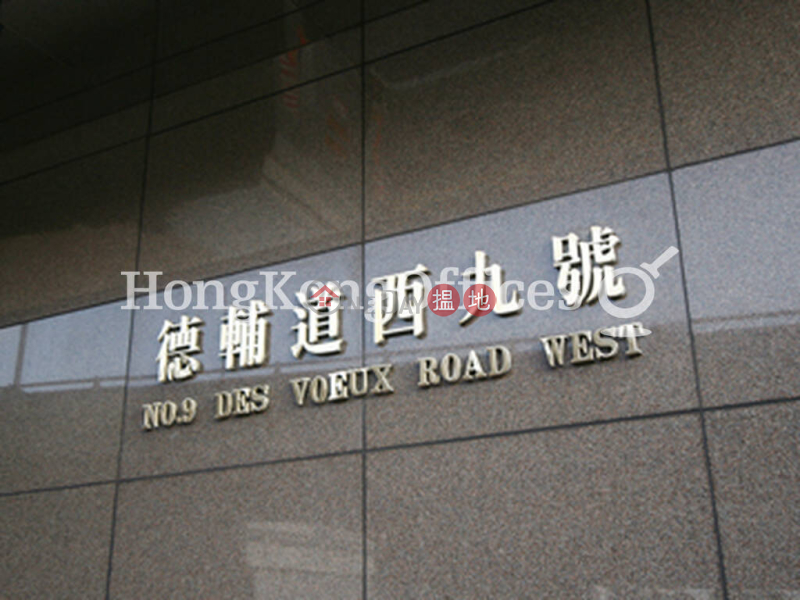 德輔道西九號
NO.9 DES VOEUX ROAD WEST
HongKongOffices
搵地